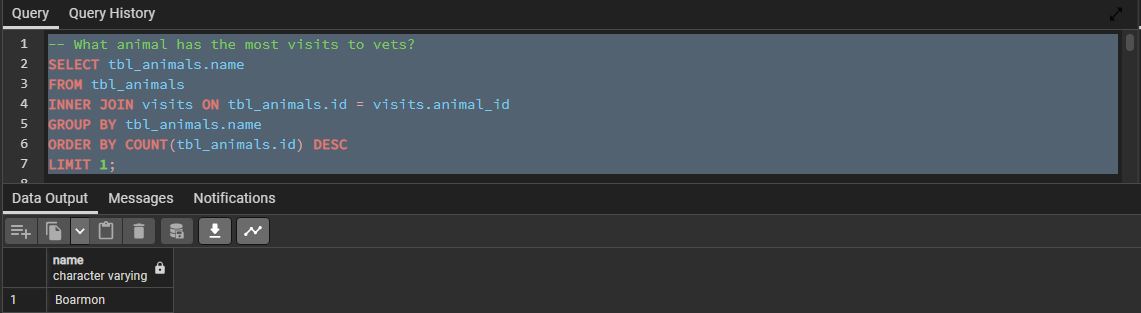 Query Query History
1 -- What animal has the most visits to vets?
2 SELECT tbl_animals.name
3 FROM tbl_animals
4 INNER JOIN visits ON tbl_animals.id = visits.animal_id
5 GROUP BY tbl_animals.name
6 ORDER BY COUNT(tbl_animals.id) DESC
7 LIMIT 1;
8
Data Output Messages Notifications
name
character varying
1 Boarmon